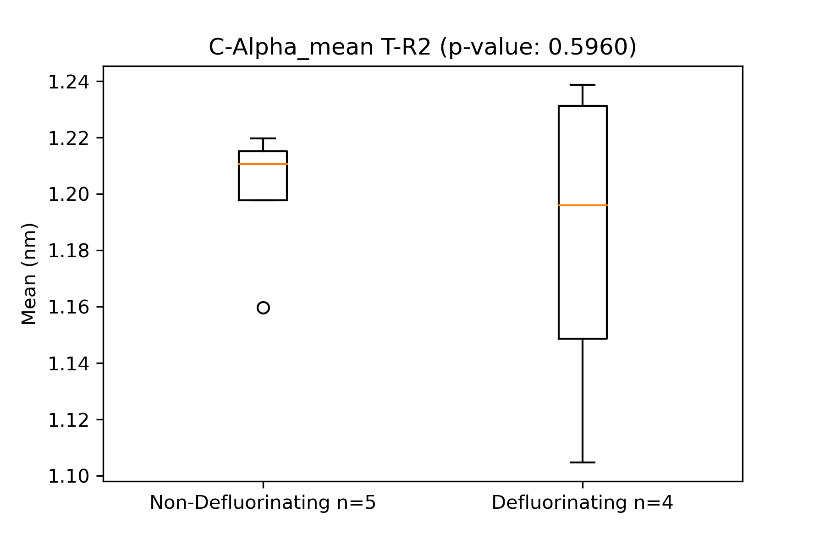 C-Alpha_mean T-R2 (p-value: 0.5960)
1.24
1.22
1.20
1.18
1.16
1.14
1.12
1.10
Mean (nm)
Non-Defluorinating n=5
Defluorinating n=4